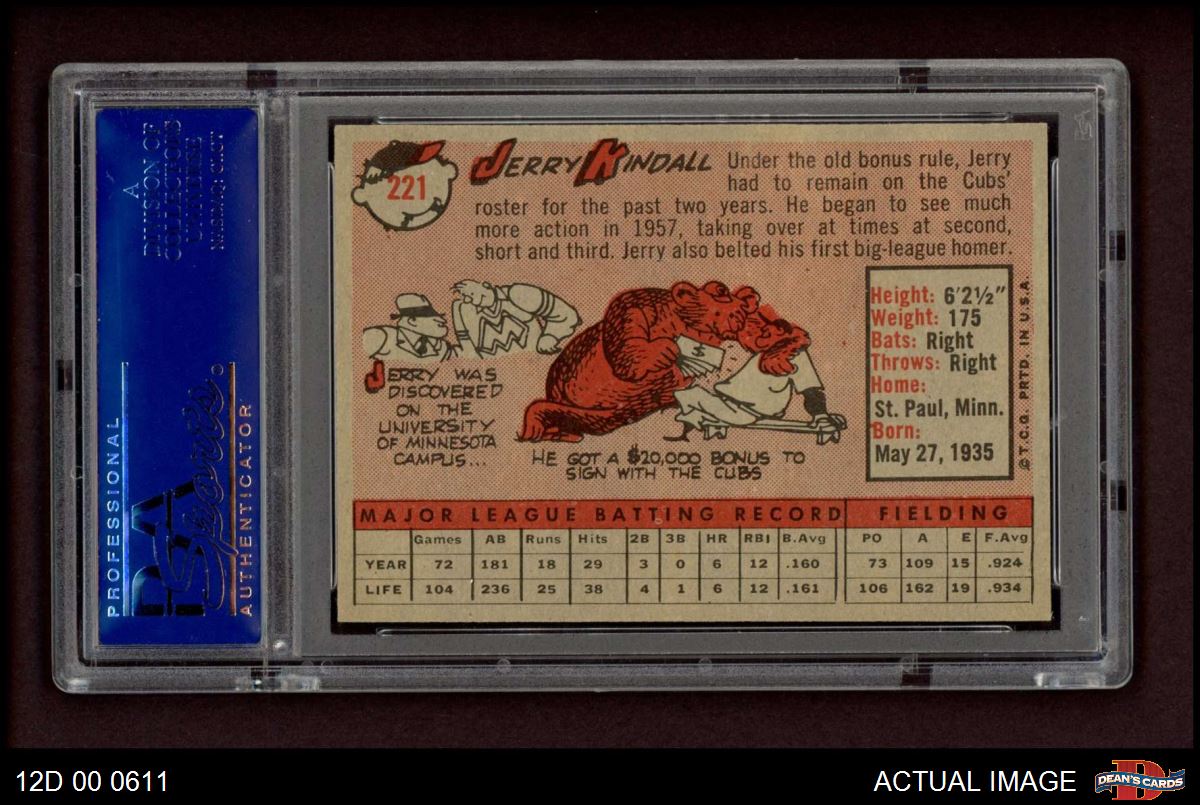 A
DIVISION OF
COLLECTORS
UNIVERSE
NASDAQ: CLCT
PROFESSIONAL
PSA
Sports
AUTHENTICATOR
221
JERRY KINDALL
Under the old bonus rule, Jerry
had to remain on the Cubs'
roster for the past two years. He began to see much
more action in 1957, taking over at times at second,
short and third. Jerry also belted his first big-league homer.
M
$
JERRY WAS
DISCOVERED
ON THE
UNIVERSITY
OF MINNESOTA
CAMPUS...
HE GOT A $20,000 BONUS TO
SIGN WITH THE CUBS
Height: 6'2½"
Weight: 175
Bats: Right
Throws: Right
Home:
St. Paul, Minn.
Born:
May 27, 1935
© T.C.G. PRTD. IN U.S.A.
MAJOR LEAGUE BATTING RECORD FIELDING
Games AB Runs Hits 2B 3B HR RBI B.Avg PO A E F.Avg
YEAR 72 181 18 29 3 0 6 12 .160 73 109 15 .924
LIFE 104 236 25 38 4 1 6 12 .161 106 162 19 .934
12D 00 0611
ACTUAL IMAGE
D
DEAN'S CARDS